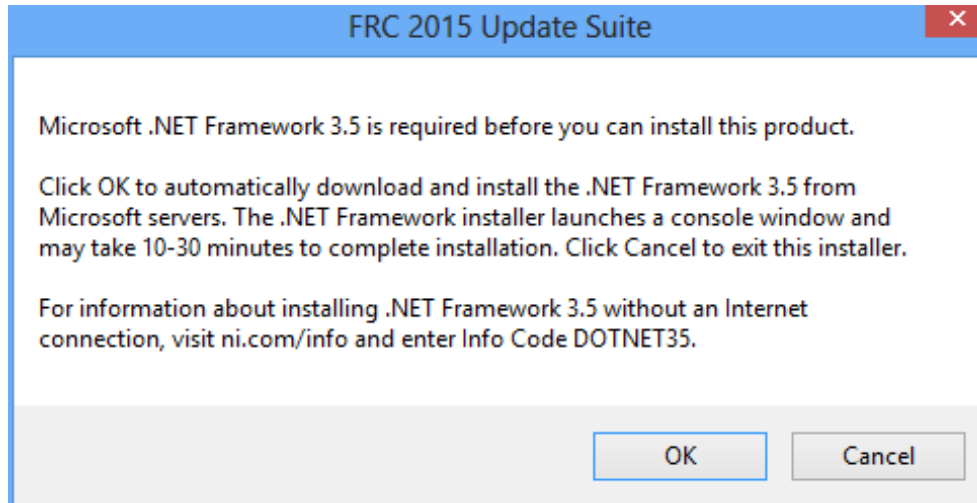 FRC 2015 Update Suite
Microsoft .NET Framework 3.5 is required before you can install this product.
Click OK to automatically download and install the .NET Framework 3.5 from
Microsoft servers. The .NET Framework installer launches a console window and
may take 10-30 minutes to complete installation. Click Cancel to exit this installer.
For information about installing .NET Framework 3.5 without an Internet
connection, visit ni.com/info and enter Info Code DOTNET35.
OK
Cancel